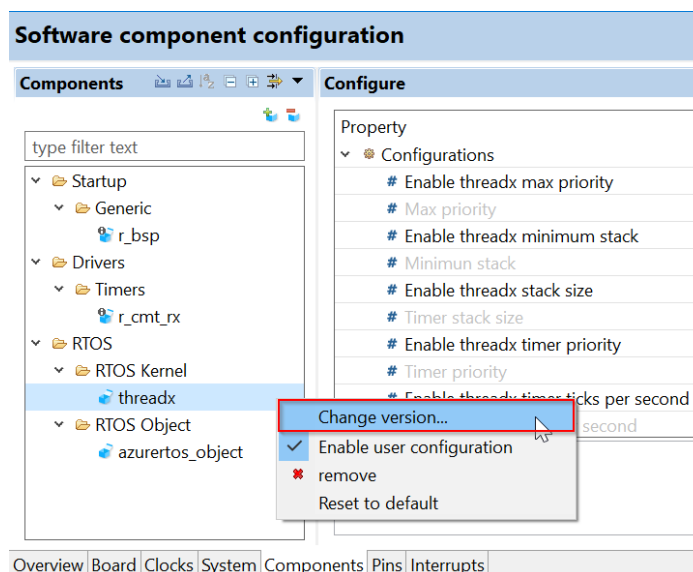 Software component configuration
Components
Configure
type filter text
Startup
Generic
r_bsp
Drivers
Timers
r_cmt_rx
RTOS
RTOS Kernel
threadx
RTOS Object
azurertos_object
Property
Configurations
# Enable threadx max priority
# Max priority
# Enable threadx minimum stack
# Minimun stack
# Enable threadx stack size
# Timer stack size
# Enable threadx timer priority
# Timer priority
# Enable threadx timer ticks per second
second
Change version...
Enable user configuration
remove
Reset to default
Overview Board Clocks System Components Pins Interrupts